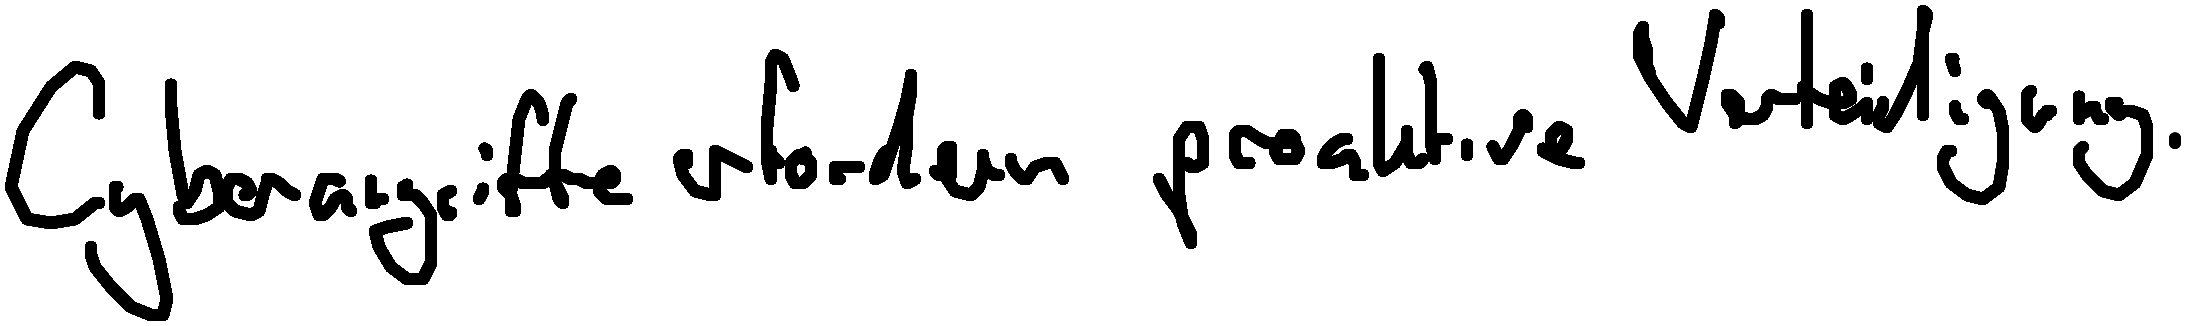 Cyberangriffe erfordern proaktive Verteidigung.